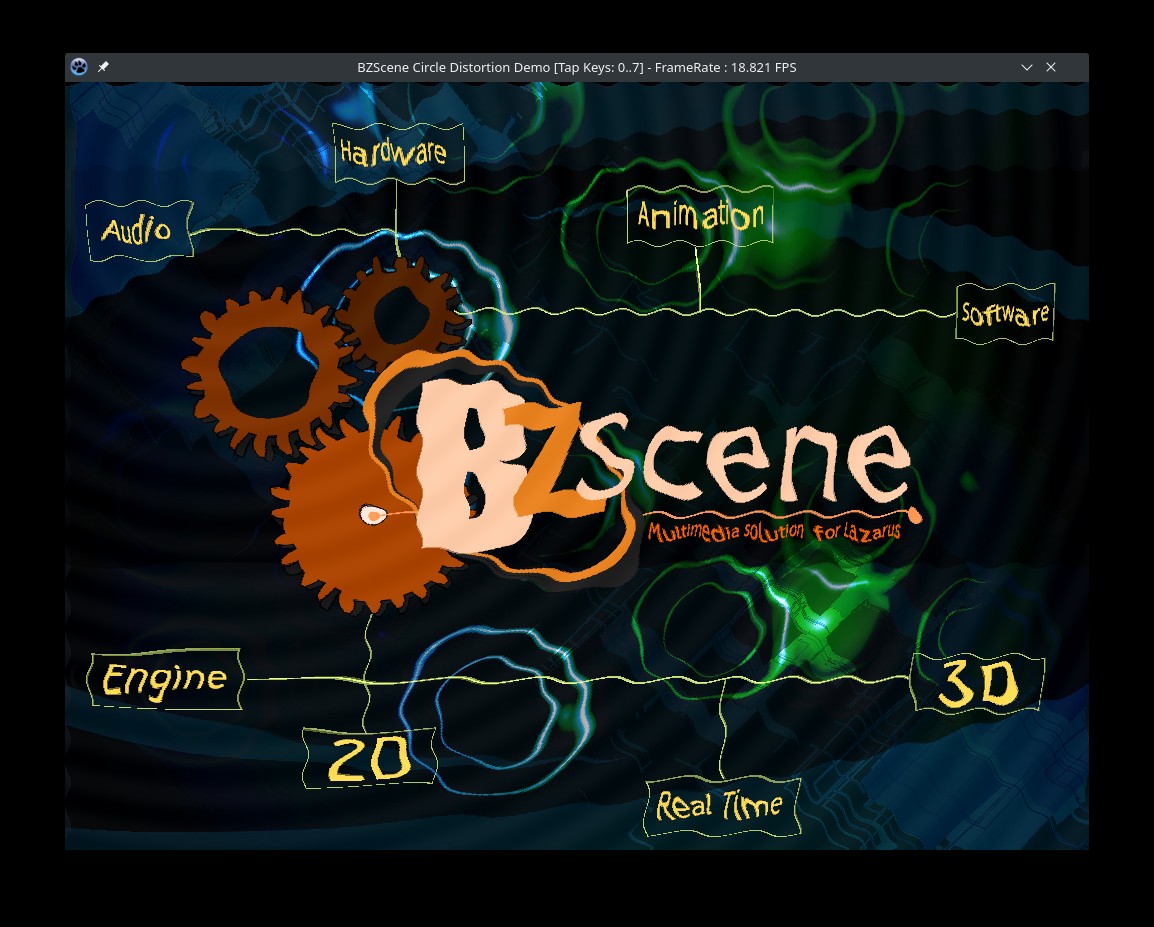 BZScene Circle Distortion Demo [Tap Keys: 0..7] - FrameRate : 18.821 FPS
Hardware
Audio
Animation
Software
BZscene
Multimedia solution for Lazarus
Engine
3D
2D
Real Time